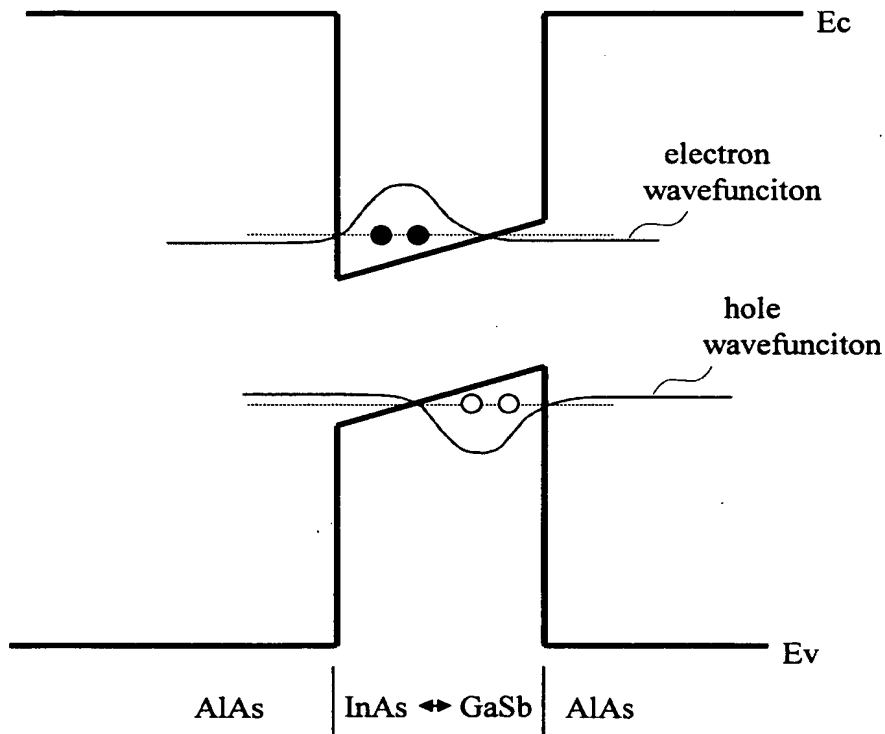 Ec
electron
wavefunciton
hole
wavefunciton
Ev
AlAs InAs ↔ GaSb AlAs